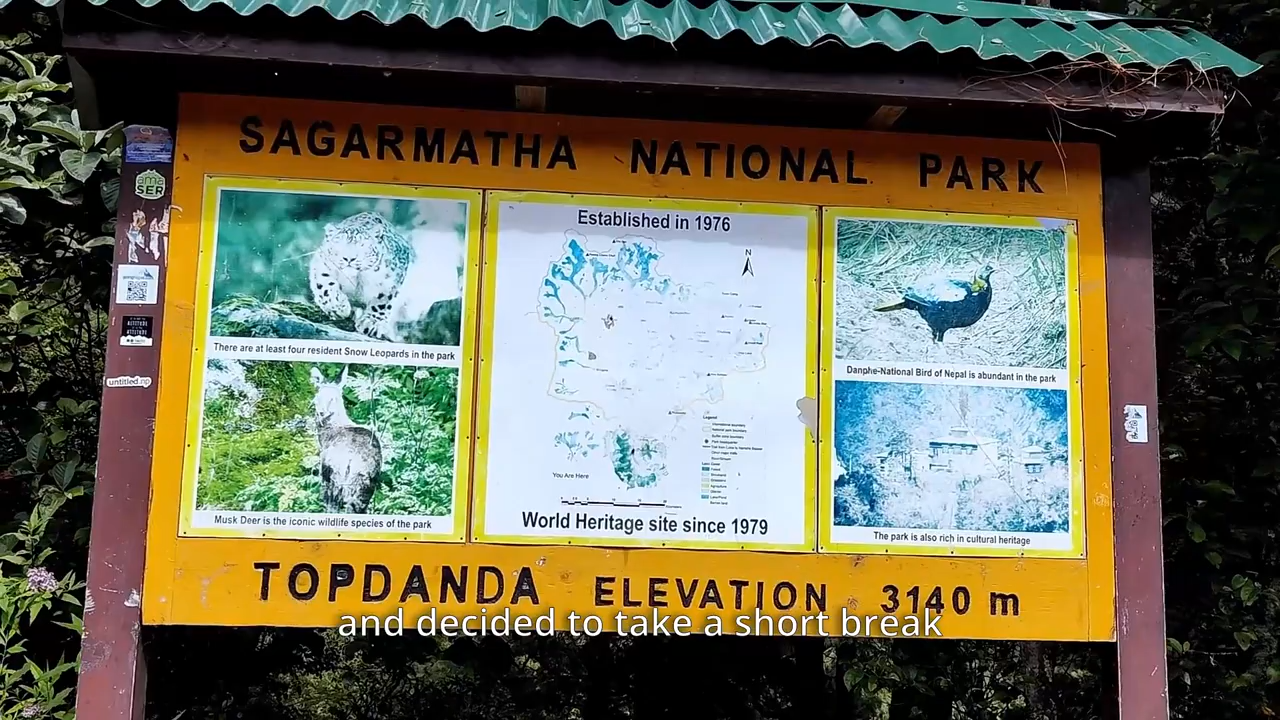 SAGARMATHA NATIONAL PARK
ama
SER
untitled.np
There are at least four resident Snow Leopards in the park
Musk Deer is the iconic wildlife species of the park
Established in 1976
N
Legend
You Are Here
World Heritage site since 1979
Danphe-National Bird of Nepal is abundant in the park
The park is also rich in cultural heritage
TOPDANDA ELEVATION 3140 m
and decided to take a short break